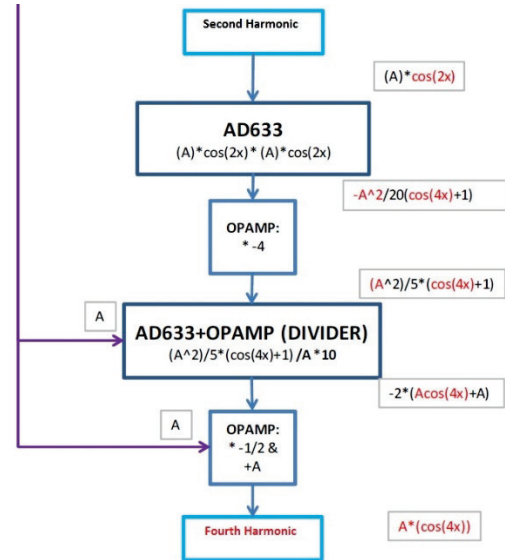 Second Harmonic
(A)*cos(2x)
AD633
(A)*cos(2x)* (A)*cos(2x)
-A^2/20(cos(4x)+1)
OPAMP:
* -4
(A^2)/5*(cos(4x)+1)
A
AD633+OPAMP (DIVIDER)
(A^2)/5*(cos(4x)+1) /A *10
-2*(Acos(4x)+A)
A
OPAMP:
* -1/2 &
+A
Fourth Harmonic
A*(cos(4x))